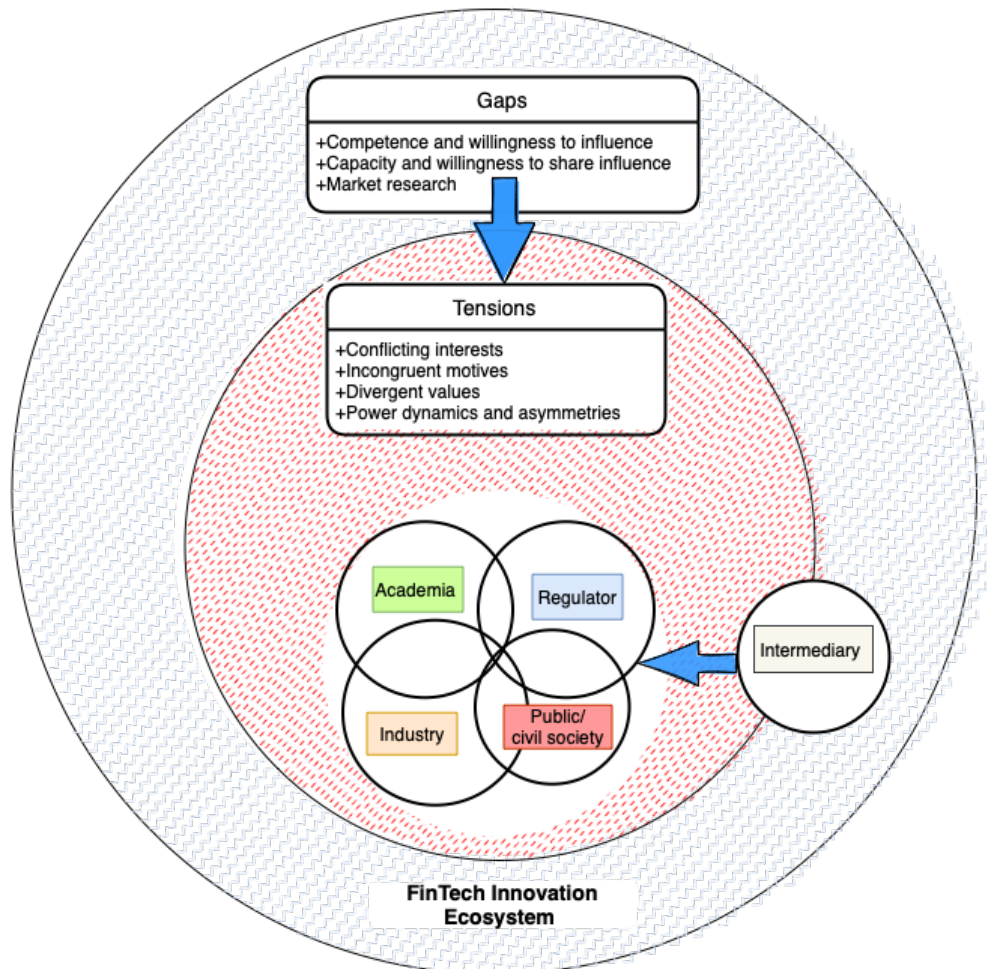 Gaps
+Competence and willingness to influence
+Capacity and willingness to share influence
+Market research
Tensions
+Conflicting interests
+Incongruent motives
+Divergent values
+Power dynamics and asymmetries
Academia
Regulator
Intermediary
Industry
Public/
civil society
FinTech Innovation
Ecosystem